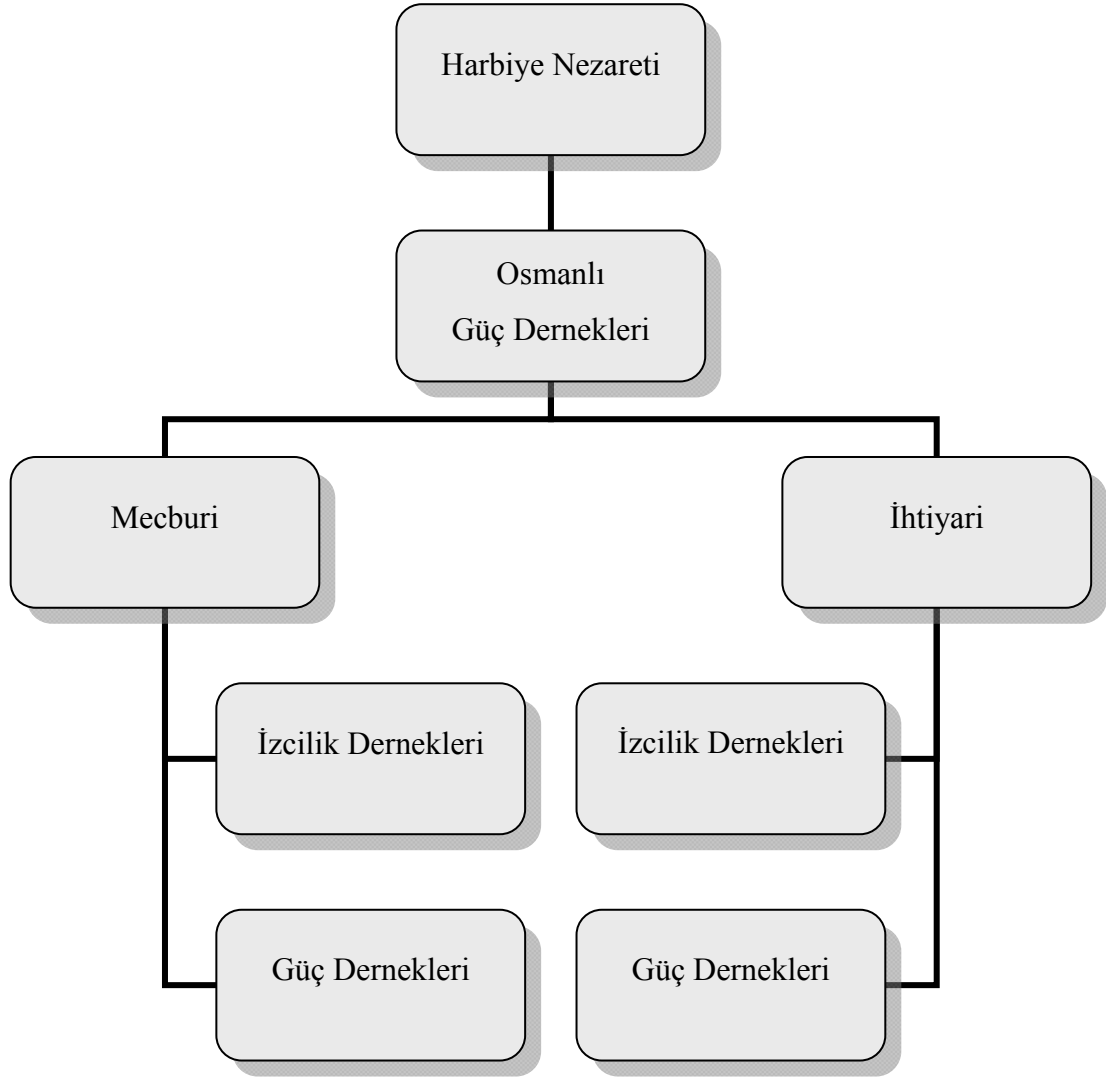 Harbiye Nezareti
Osmanlı
Güç Dernekleri
Mecburi
İhtiyari
İzcilik Dernekleri
İzcilik Dernekleri
Güç Dernekleri
Güç Dernekleri